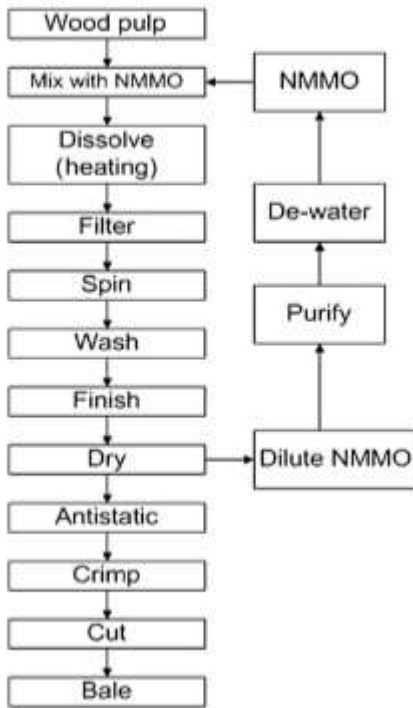 Wood pulp
Mix with NMMO
Dissolve
(heating)
Filter
Spin
Wash
Finish
Dry
Antistatic
Crimp
Cut
Bale
NMMO
De-water
Purify
Dilute NMMO